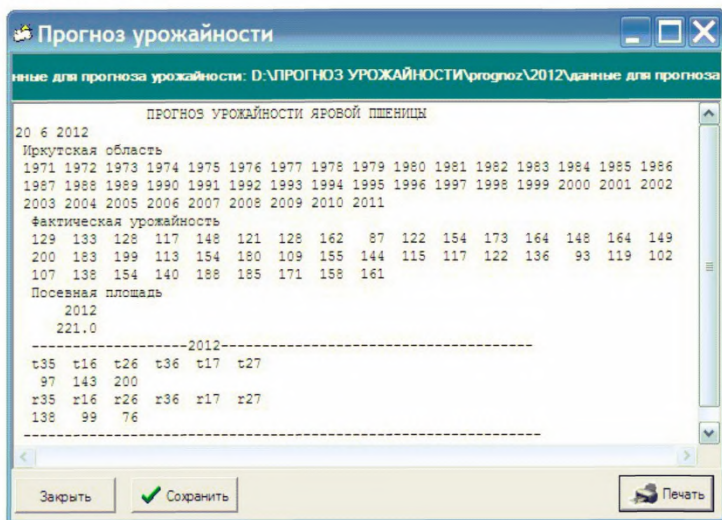 Прогноз урожайности
нные для прогноза урожайности: D:\ПРОГНОЗ УРОЖАЙНОСТИ\prognoz\2012\данные для прогноза
ПРОГНОЗ УРОЖАЙНОСТИ ЯРОВОЙ ПШЕНИЦЫ
20 6 2012
Иркутская область
1971 1972 1973 1974 1975 1976 1977 1978 1979 1980 1981 1982 1983 1984 1985 1986
1987 1988 1989 1990 1991 1992 1993 1994 1995 1996 1997 1998 1999 2000 2001 2002
2003 2004 2005 2006 2007 2008 2009 2010 2011
Фактическая урожайность
129 133 128 117 148 121 128 162 87 122 154 173 164 148 164 149
200 183 199 113 154 180 109 155 144 115 117 122 136 93 119 102
107 138 154 140 188 185 171 158 161
Посевная площадь
2012
221.0
--------------------2012----------------------------------
t35 t16 t26 t36 t17 t27
97 143 200
r35 r16 r26 r36 r17 r27
138 99 76
---------------------------------------------------------
Закрыть
Сохранить
Печать